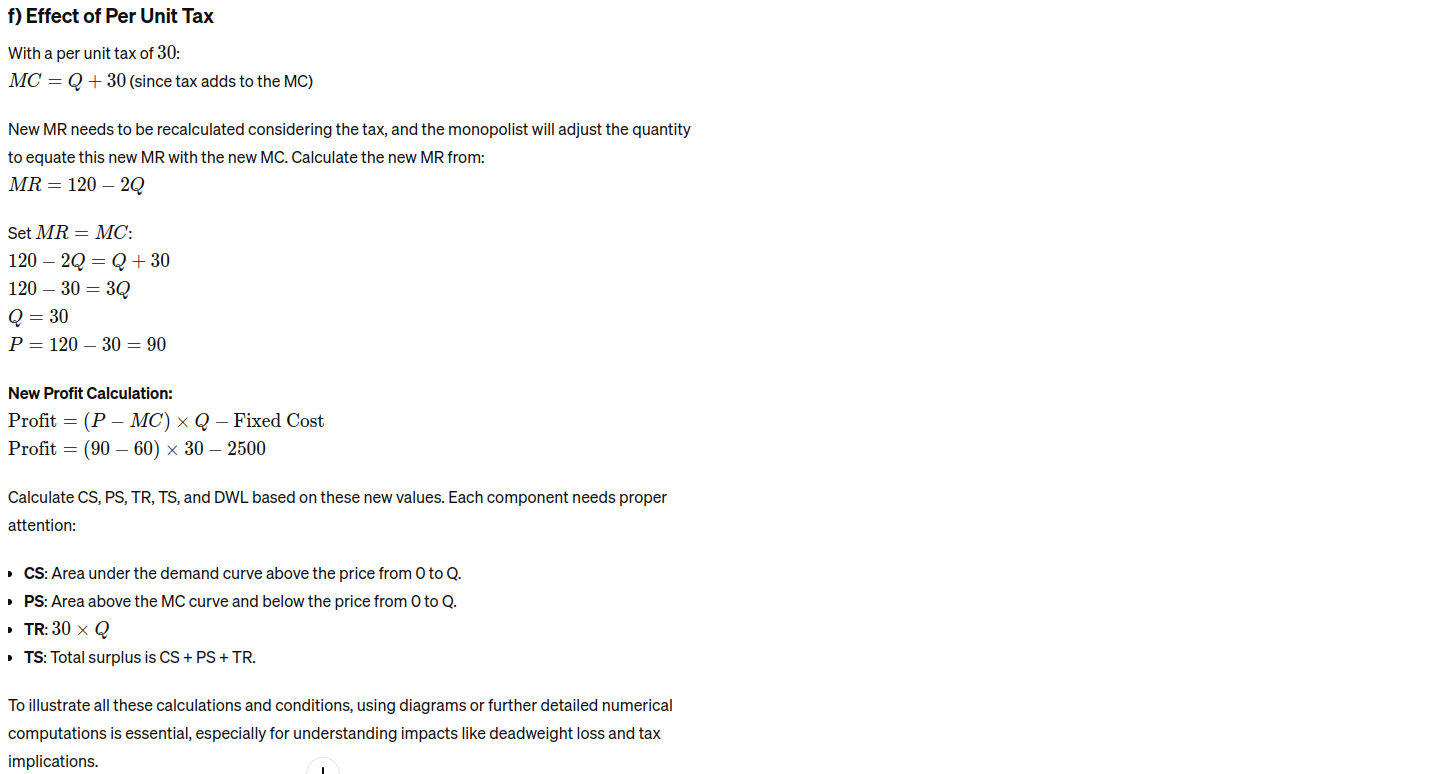 f) Effect of Per Unit Tax
With a per unit tax of 30:
MC = Q + 30 (since tax adds to the MC)
New MR needs to be recalculated considering the tax, and the monopolist will adjust the quantity
to equate this new MR with the new MC. Calculate the new MR from:
MR = 120 − 2Q
Set MR = MC:
120 − 2Q = Q + 30
120 − 30 = 3Q
Q = 30
P = 120 − 30 = 90
New Profit Calculation:
Profit = (P − MC) × Q − Fixed Cost
Profit = (90 − 60) × 30 − 2500
Calculate CS, PS, TR, TS, and DWL based on these new values. Each component needs proper
attention:
• CS: Area under the demand curve above the price from 0 to Q.
• PS: Area above the MC curve and below the price from 0 to Q.
• TR: 30 × Q
• TS: Total surplus is CS + PS + TR.
To illustrate all these calculations and conditions, using diagrams or further detailed numerical
computations is essential, especially for understanding impacts like deadweight loss and tax
implications.